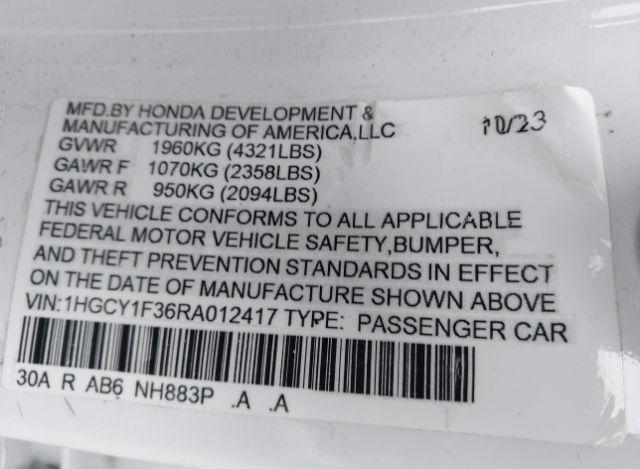 MFD.BY HONDA DEVELOPMENT &
MANUFACTURING OF AMERICA,LLC 10/23
GVWR 1960KG (4321LBS)
GAWR F 1070KG (2358LBS)
GAWR R 950KG (2094LBS)
THIS VEHICLE CONFORMS TO ALL APPLICABLE
FEDERAL MOTOR VEHICLE SAFETY,BUMPER,
AND THEFT PREVENTION STANDARDS IN EFFECT
ON THE DATE OF MANUFACTURE SHOWN ABOVE
VIN:1HGCY1F36RA012417 TYPE: PASSENGER CAR
30A R AB6 NH883P .A .A